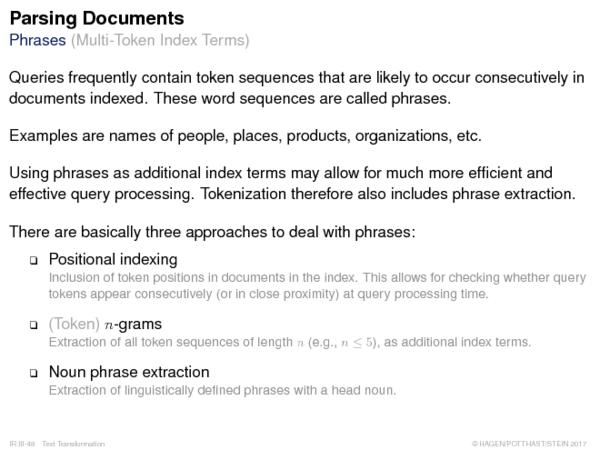 Parsing Documents
Phrases (Multi-Token Index Terms)
Queries frequently contain token sequences that are likely to occur consecutively in
documents indexed. These word sequences are called phrases.
Examples are names of people, places, products, organizations, etc.
Using phrases as additional index terms may allow for much more efficient and
effective query processing. Tokenization therefore also includes phrase extraction.
There are basically three approaches to deal with phrases:
❑ Positional indexing
Inclusion of token positions in documents in the index. This allows for checking whether query
tokens appear consecutively (or in close proximity) at query processing time.
❑ (Token) n-grams
Extraction of all token sequences of length n (e.g., n ≤ 5), as additional index terms.
❑ Noun phrase extraction
Extraction of linguistically defined phrases with a head noun.
IR:III-48 Text Transformation © HAGEN/POTTHAST/STEIN 2017